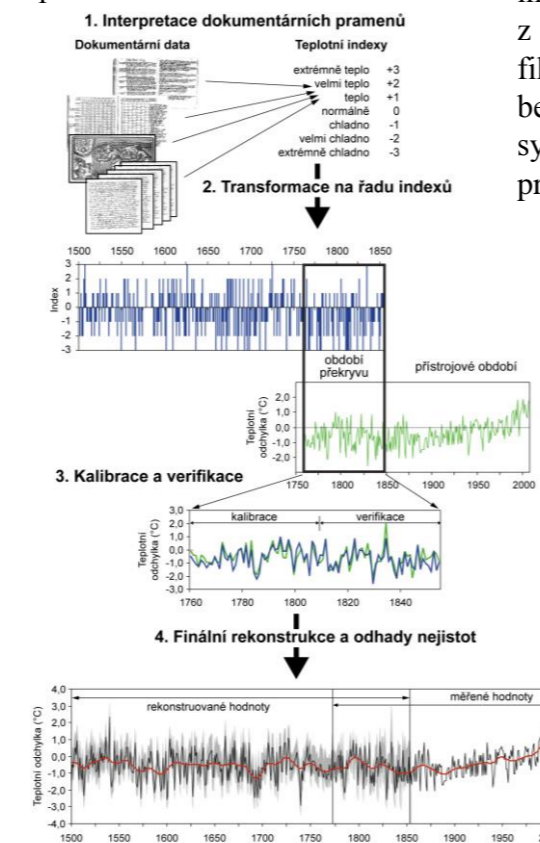 1. Interpretace dokumentárních pramenů
Dokumentární data
Teplotní indexy
extrémně teplo +3
velmi teplo +2
teplo +1
normálně 0
chladno -1
velmi chladno -2
extrémně chladno -3
2. Transformace na řadu indexů
1500 1550 1600 1650 1700 1750 1800 1850
Index
3
2
1
0
-1
-2
-3
období
překryvu
přístrojové období
Teplotní
odchylka (°C)
2,0
1,0
0,0
-1,0
-2,0
1750 1800 1850 1900 1950 2000
3. Kalibrace a verifikace
kalibrace
verifikace
Teplotní
odchylka (°C)
3,0
2,0
1,0
0,0
-1,0
-2,0
-3,0
1760 1780 1800 1820 1840
4. Finální rekonstrukce a odhady nejistot
rekonstruované hodnoty
měřené hodnoty
Teplotní odchylka (°C)
4,0
3,0
2,0
1,0
0,0
-1,0
-2,0
-3,0
-4,0
1500 1550 1600 1650 1700 1750 1800 1850 1900 1950
z
fil
be
sy
pr